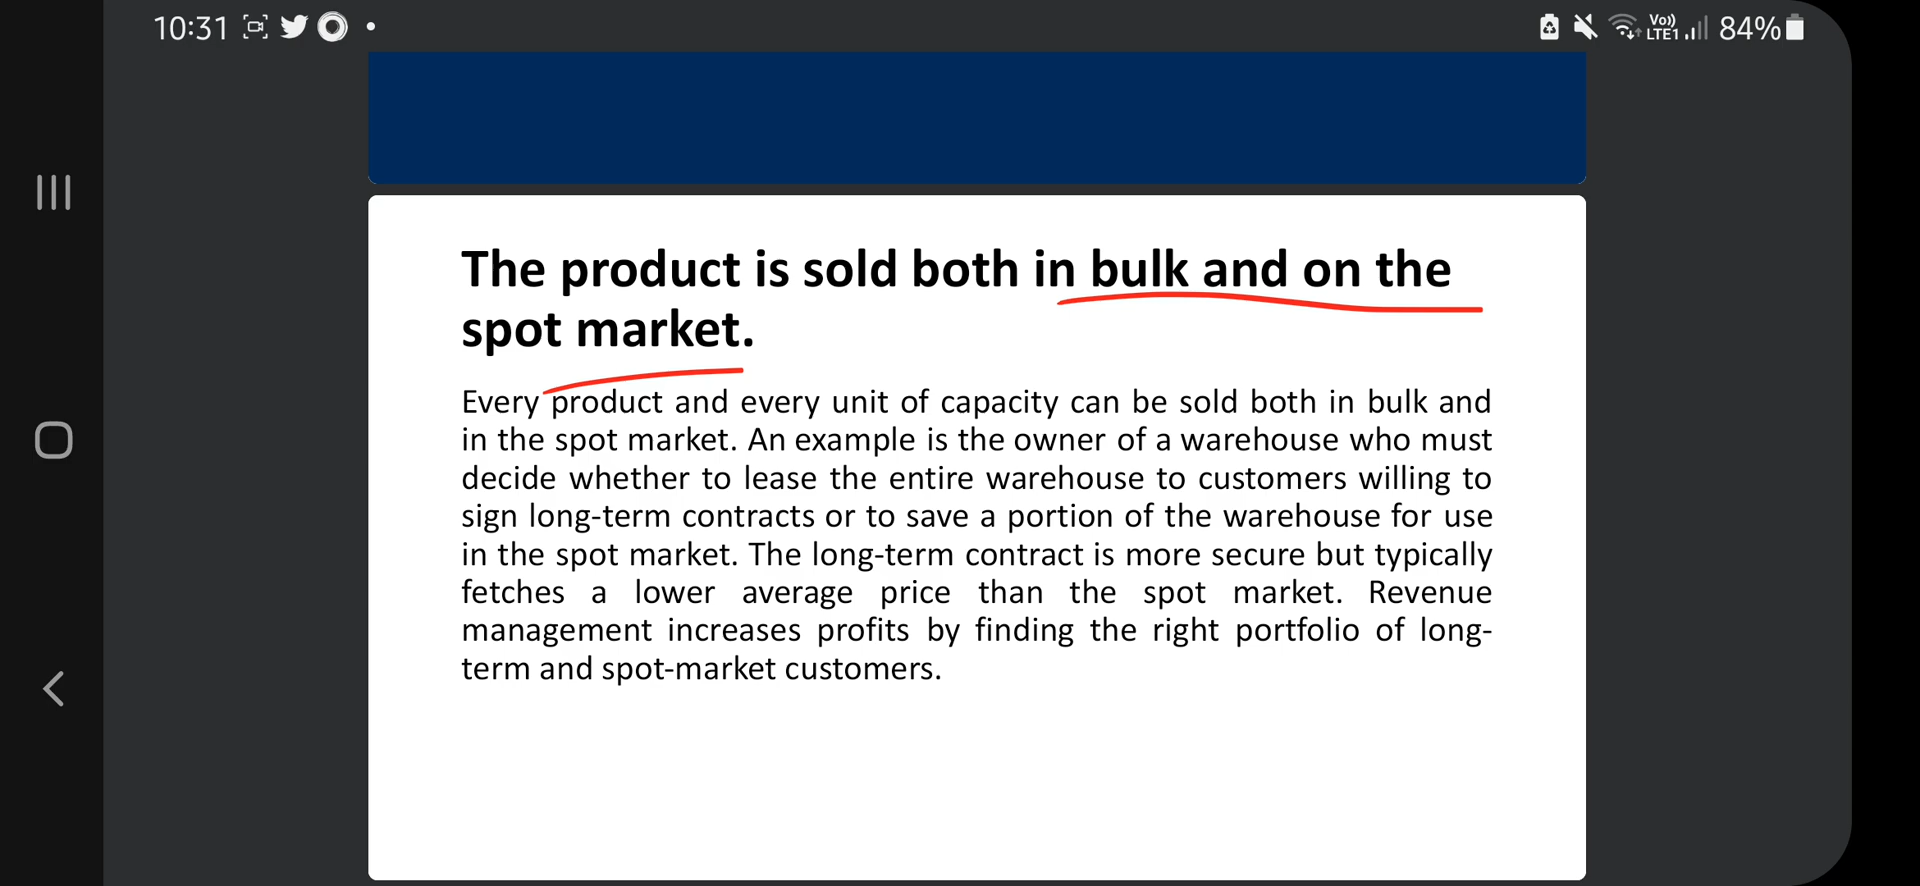 10:31
Vo))
LTE1
84%
The product is sold both in bulk and on the
spot market.
Every product and every unit of capacity can be sold both in bulk and
in the spot market. An example is the owner of a warehouse who must
decide whether to lease the entire warehouse to customers willing to
sign long-term contracts or to save a portion of the warehouse for use
in the spot market. The long-term contract is more secure but typically
fetches a lower average price than the spot market. Revenue
management increases profits by finding the right portfolio of long-
term and spot-market customers.